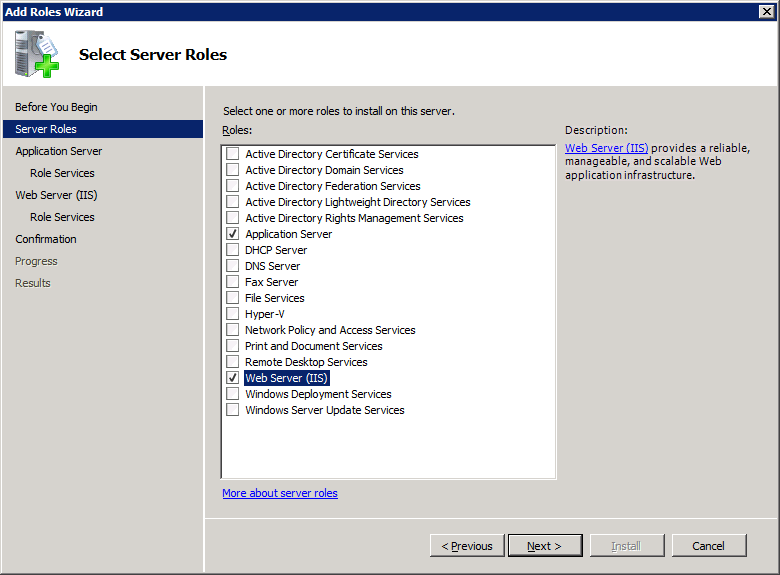 Add Roles Wizard
Select Server Roles
Before You Begin
Server Roles
Application Server
Role Services
Web Server (IIS)
Role Services
Confirmation
Progress
Results
Select one or more roles to install on this server.
Roles:
Active Directory Certificate Services
Active Directory Domain Services
Active Directory Federation Services
Active Directory Lightweight Directory Services
Active Directory Rights Management Services
Application Server
DHCP Server
DNS Server
Fax Server
File Services
Hyper-V
Network Policy and Access Services
Print and Document Services
Remote Desktop Services
Web Server (IIS)
Windows Deployment Services
Windows Server Update Services
More about server roles
Description:
Web Server (IIS) provides a reliable,
manageable, and scalable Web
application infrastructure.
< Previous
Next >
Install
Cancel